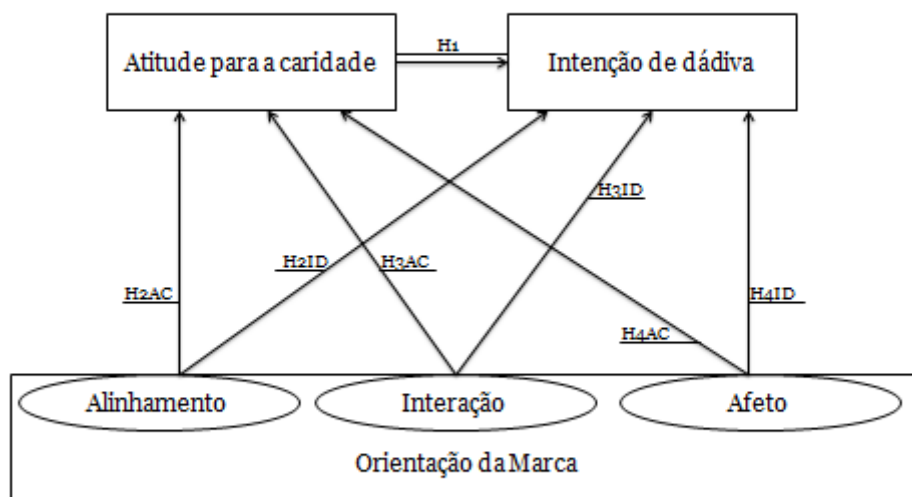 H1
Atitude para a caridade
Intenção de dádiva
H3ID
H2ID
H3AC
H2AC
H4ID
H4AC
Alinhamento
Interação
Afeto
Orientação da Marca